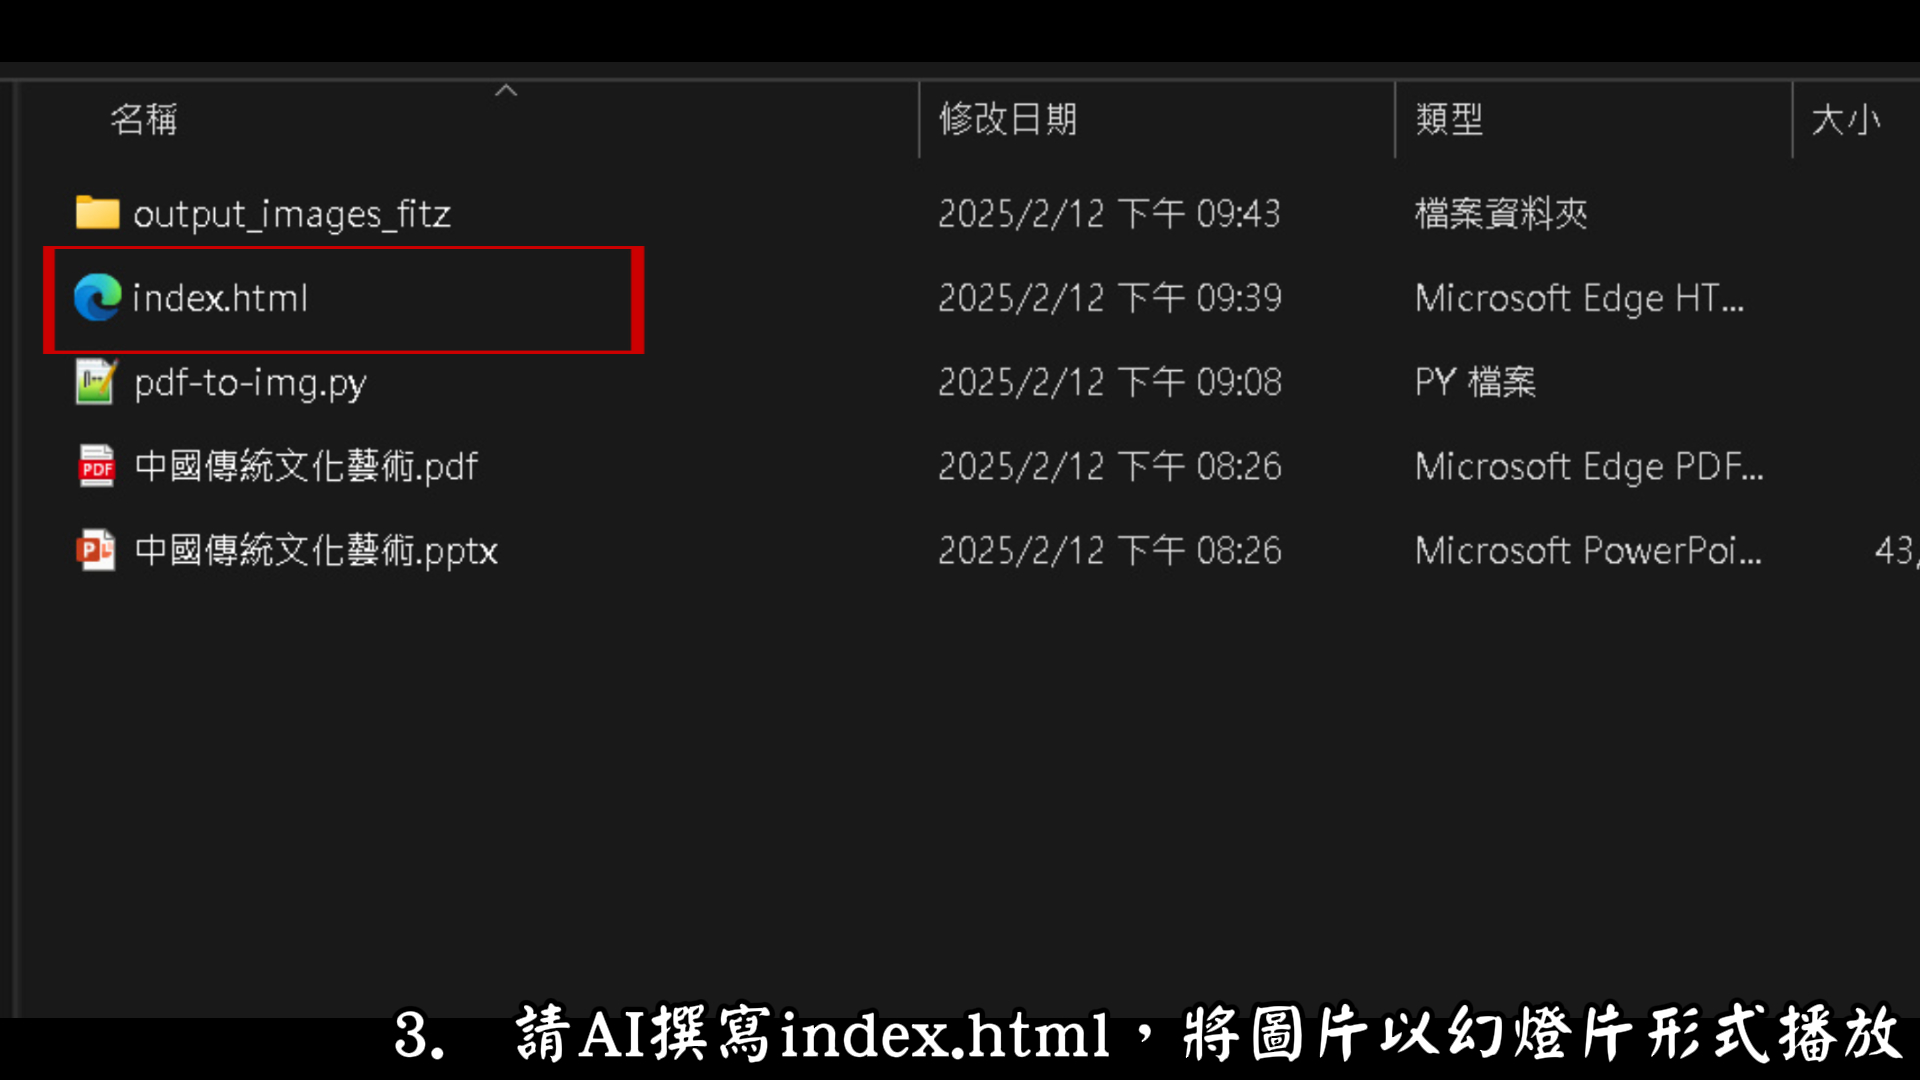 名稱 修改日期 類型 大小
output_images_fitz 2025/2/12 下午 09:43 檔案資料夾
index.html 2025/2/12 下午 09:39 Microsoft Edge HT...
pdf-to-img.py 2025/2/12 下午 09:08 PY 檔案
中國傳統文化藝術.pdf 2025/2/12 下午 08:26 Microsoft Edge PDF...
中國傳統文化藝術.pptx 2025/2/12 下午 08:26 Microsoft PowerPoi... 43,
3. 請AI撰寫index.html，將圖片以幻燈片形式播放